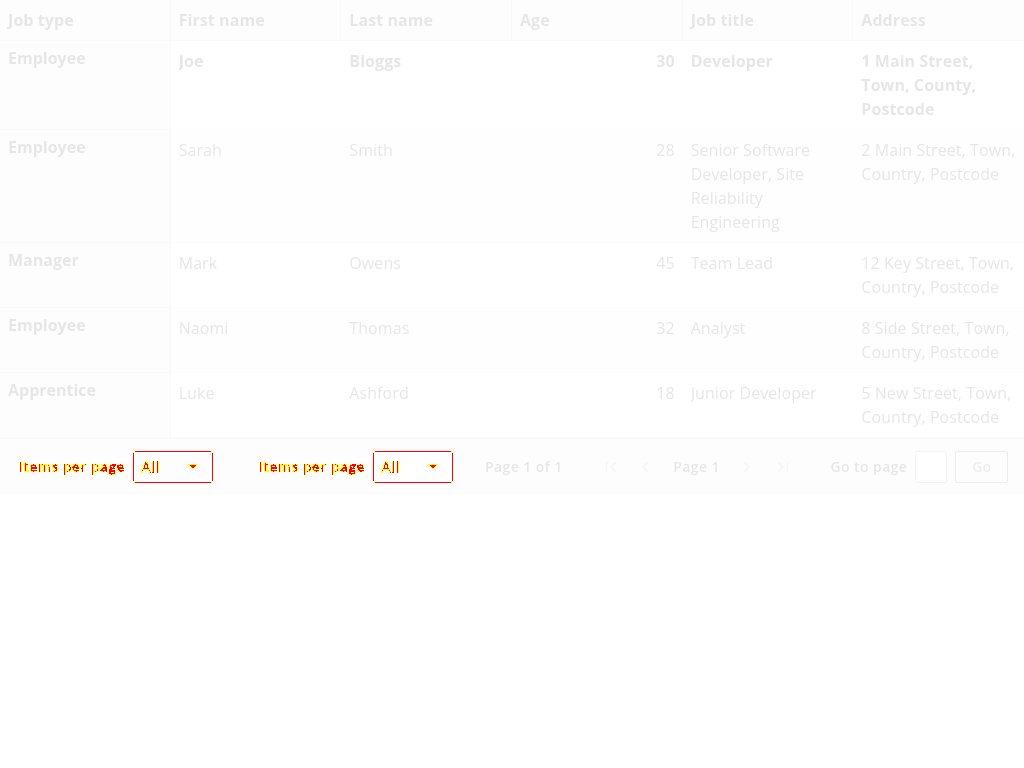 Job type First name Last name Age Job title Address
Employee Joe Bloggs 30 Developer 1 Main Street,
Town, County,
Postcode
Employee Sarah Smith 28 Senior Software 2 Main Street, Town,
Developer, Site Country, Postcode
Reliability
Engineering
Manager Mark Owens 45 Team Lead 12 Key Street, Town,
Country, Postcode
Employee Naomi Thomas 32 Analyst 8 Side Street, Town,
Country, Postcode
Apprentice Luke Ashford 18 Junior Developer 5 New Street, Town,
Country, Postcode
Items per page All Items per page All Page 1 of 1 Page 1 Go to page Go